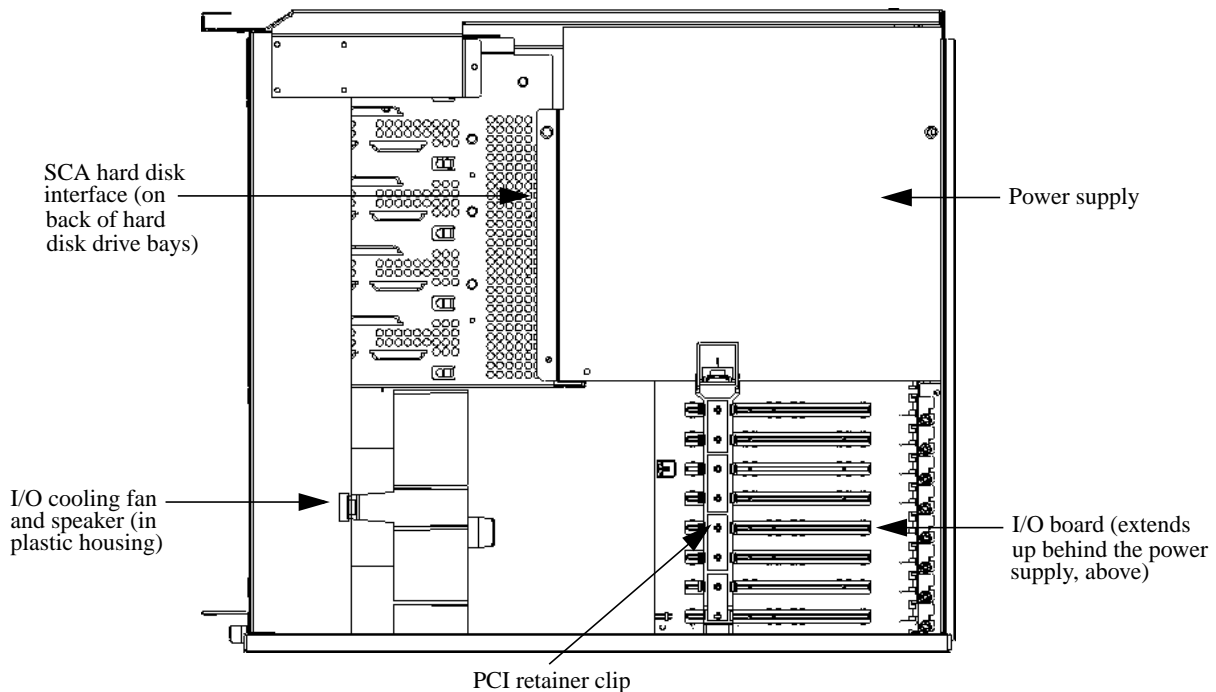 SCA hard disk
interface (on
back of hard
disk drive bays)
Power supply
I/O cooling fan
and speaker (in
plastic housing)
I/O board (extends
up behind the power
supply, above)
PCI retainer clip